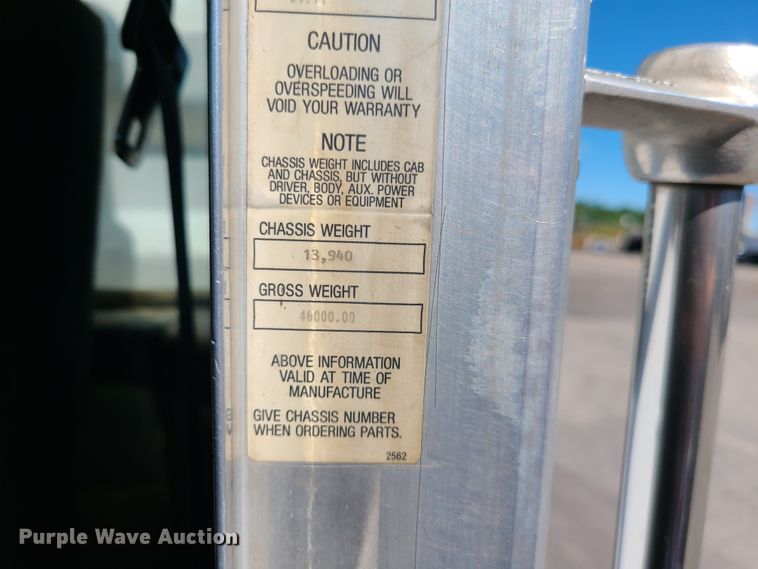 CAUTION
OVERLOADING OR
OVERSPEEDING WILL
VOID YOUR WARRANTY
NOTE
CHASSIS WEIGHT INCLUDES CAB
AND CHASSIS, BUT WITHOUT
DRIVER, BODY, AUX. POWER
DEVICES OR EQUIPMENT
CHASSIS WEIGHT
13,940
GROSS WEIGHT
46000.00
ABOVE INFORMATION
VALID AT TIME OF
MANUFACTURE
GIVE CHASSIS NUMBER
WHEN ORDERING PARTS.
2562
Purple Wave Auction®